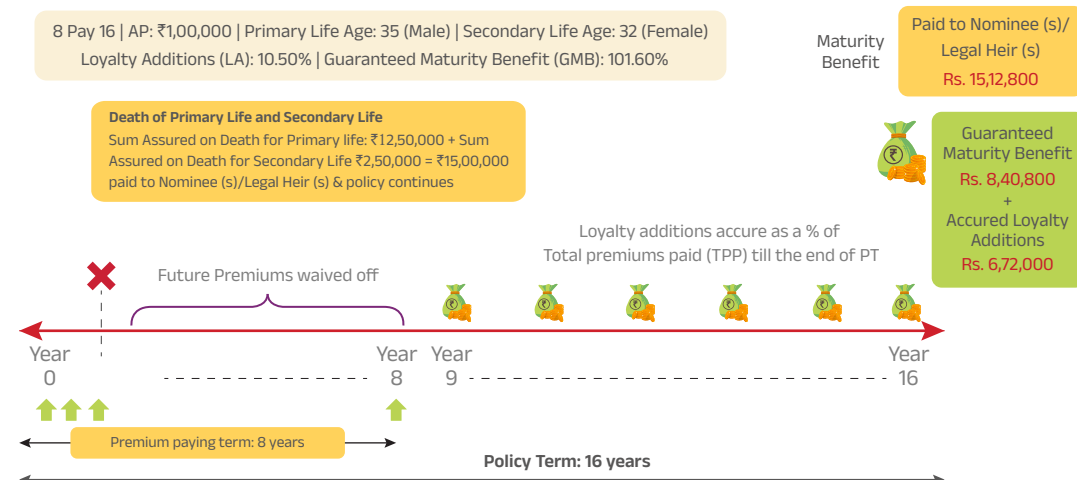 8 Pay 16 | AP: ₹1,00,000 | Primary Life Age: 35 (Male) | Secondary Life Age: 32 (Female)
Loyalty Additions (LA): 10.50% | Guaranteed Maturity Benefit (GMB): 101.60%
Maturity
Benefit
Paid to Nominee (s)/
Legal Heir (s)
Rs. 15,12,800
Death of Primary Life and Secondary Life
Sum Assured on Death for Primary life: ₹12,50,000 + Sum
Assured on Death for Secondary Life ₹2,50,000 = ₹15,00,000
paid to Nominee (s)/Legal Heir (s) & policy continues
Guaranteed
Maturity Benefit
Rs. 8,40,800
+
Accured Loyalty
Additions
Rs. 6,72,000
Loyalty additions accure as a % of
Total premiums paid (TPP) till the end of PT
Future Premiums waived off
Year
0
Year
8
Year
9
Year
16
Premium paying term: 8 years
Policy Term: 16 years